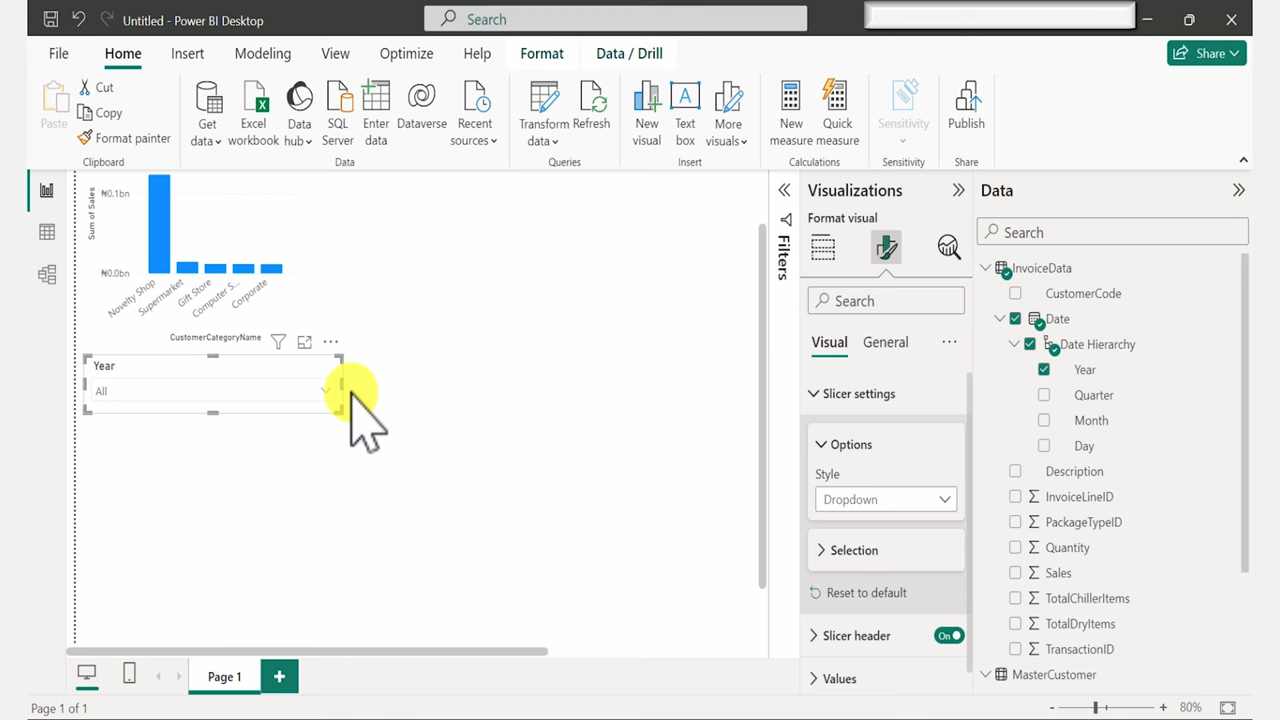 Untitled - Power BI Desktop
Search
File Home Insert Modeling View Optimize Help Format Data / Drill Share
Paste
Cut
Copy
Format painter
Get data
Excel workbook
Data hub
SQL Server
Enter data
Dataverse
Recent sources
Transform data
Refresh
New visual
Text box
More visuals
New measure
Quick measure
Sensitivity
Publish
Clipboard Data Queries Insert Calculations Sensitivity Share
Sum of Sales
₦0.1bn
₦0.0bn
Novelty Shop
Supermarket
Gift Store
Computer S...
Corporate
CustomerCategoryName
Year
All
Filters
Visualizations
Format visual
Search
Visual General
Slicer settings
Options
Style
Dropdown
Selection
Reset to default
Slicer header On
Values
Data
Search
InvoiceData
CustomerCode
Date
Date Hierarchy
Year
Quarter
Month
Day
Description
InvoiceLineID
PackageTypeID
Quantity
Sales
TotalChillerItems
TotalDryItems
TransactionID
MasterCustomer
Page 1
Page 1 of 1
- + 80%